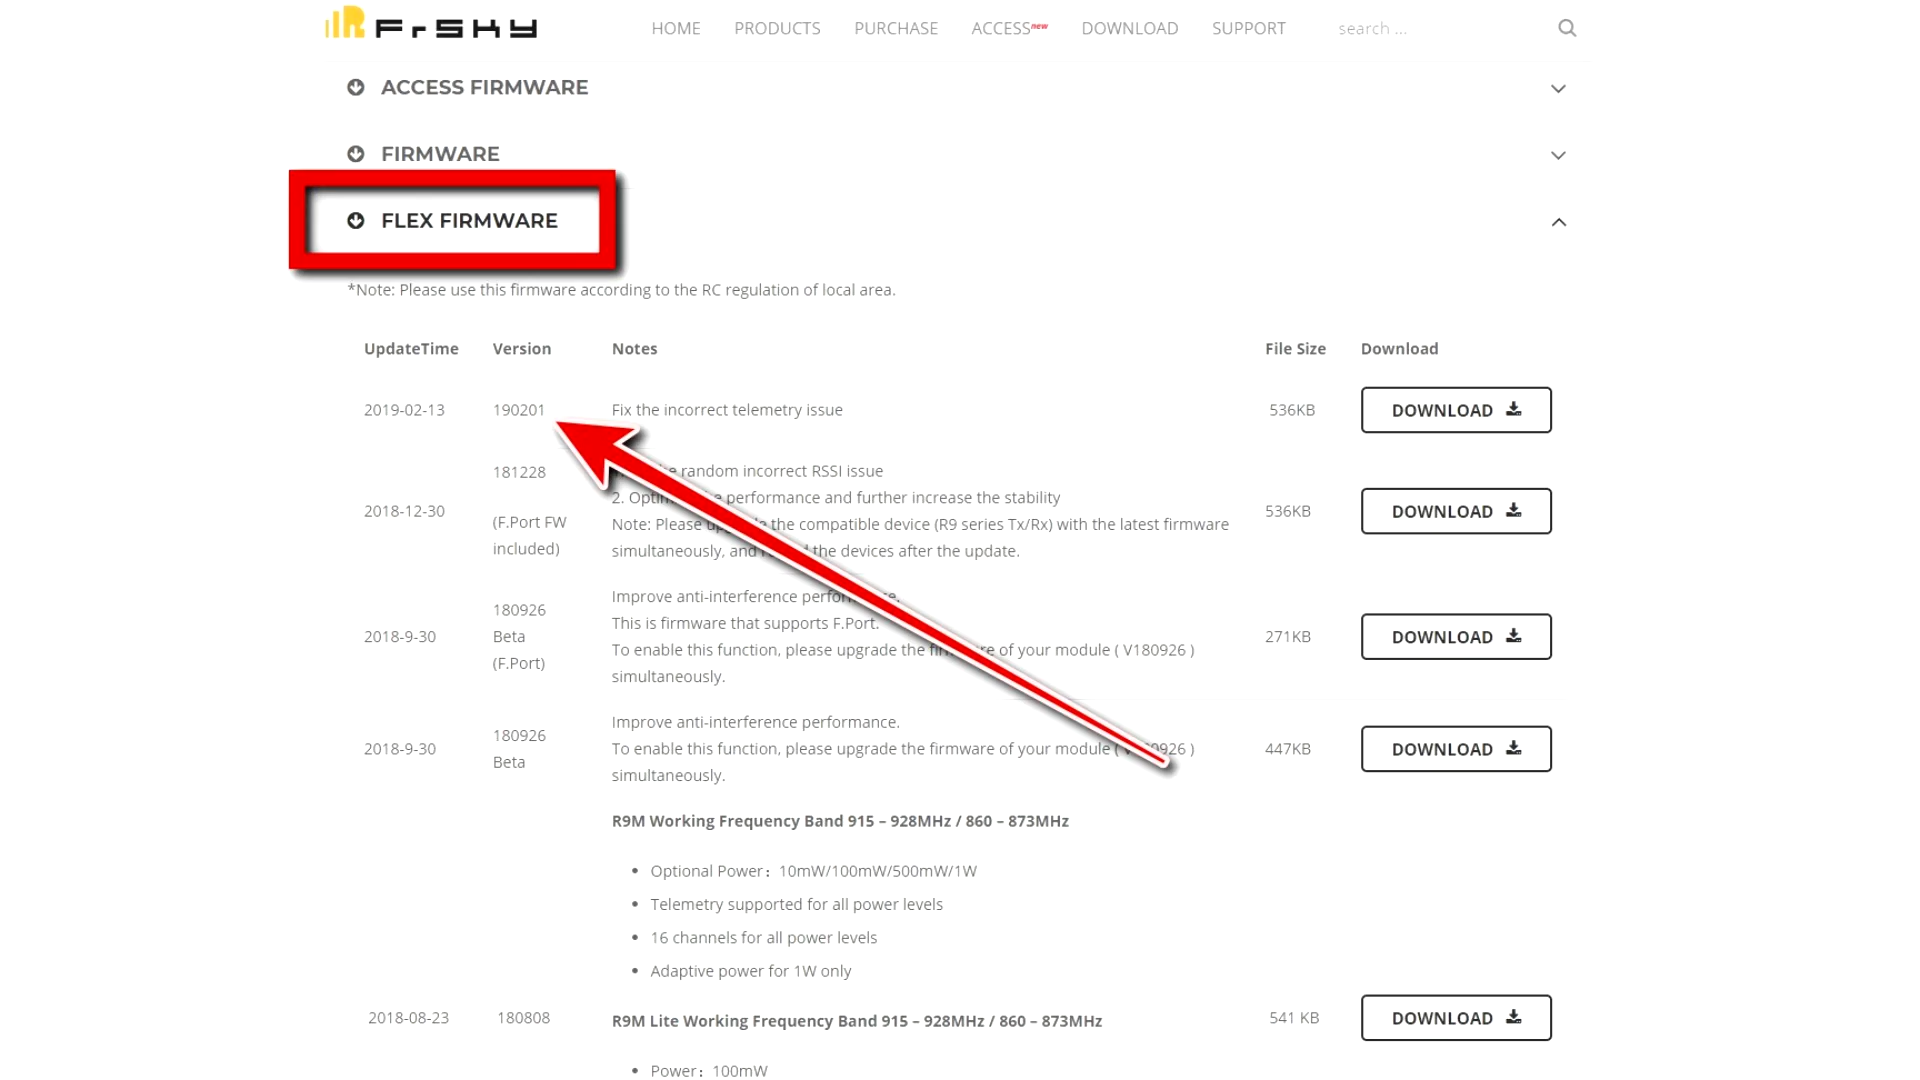 FrSKY
HOME PRODUCTS PURCHASE ACCESS new DOWNLOAD SUPPORT search ...
ACCESS FIRMWARE
FIRMWARE
FLEX FIRMWARE
*Note: Please use this firmware according to the RC regulation of local area.
UpdateTime Version Notes File Size Download
2019-02-13 190201 Fix the incorrect telemetry issue 536KB DOWNLOAD
2018-12-30
181228
(F.Port FW
included)
random incorrect RSSI issue
2. performance and further increase the stability
Note: Please the compatible device (R9 series Tx/Rx) with the latest firmware
simultaneously, and the devices after the update.
536KB DOWNLOAD
2018-9-30
180926
Beta
(F.Port)
Improve anti-interference
This is firmware that supports F.Port.
To enable this function, please upgrade the of your module ( V180926 )
simultaneously.
271KB DOWNLOAD
2018-9-30
180926
Beta
Improve anti-interference performance.
To enable this function, please upgrade the firmware of your module ( )
simultaneously.
447KB DOWNLOAD
R9M Working Frequency Band 915 – 928MHz / 860 – 873MHz
• Optional Power：10mW/100mW/500mW/1W
• Telemetry supported for all power levels
• 16 channels for all power levels
• Adaptive power for 1W only
2018-08-23 180808 R9M Lite Working Frequency Band 915 – 928MHz / 860 – 873MHz 541 KB DOWNLOAD
• Power：100mW